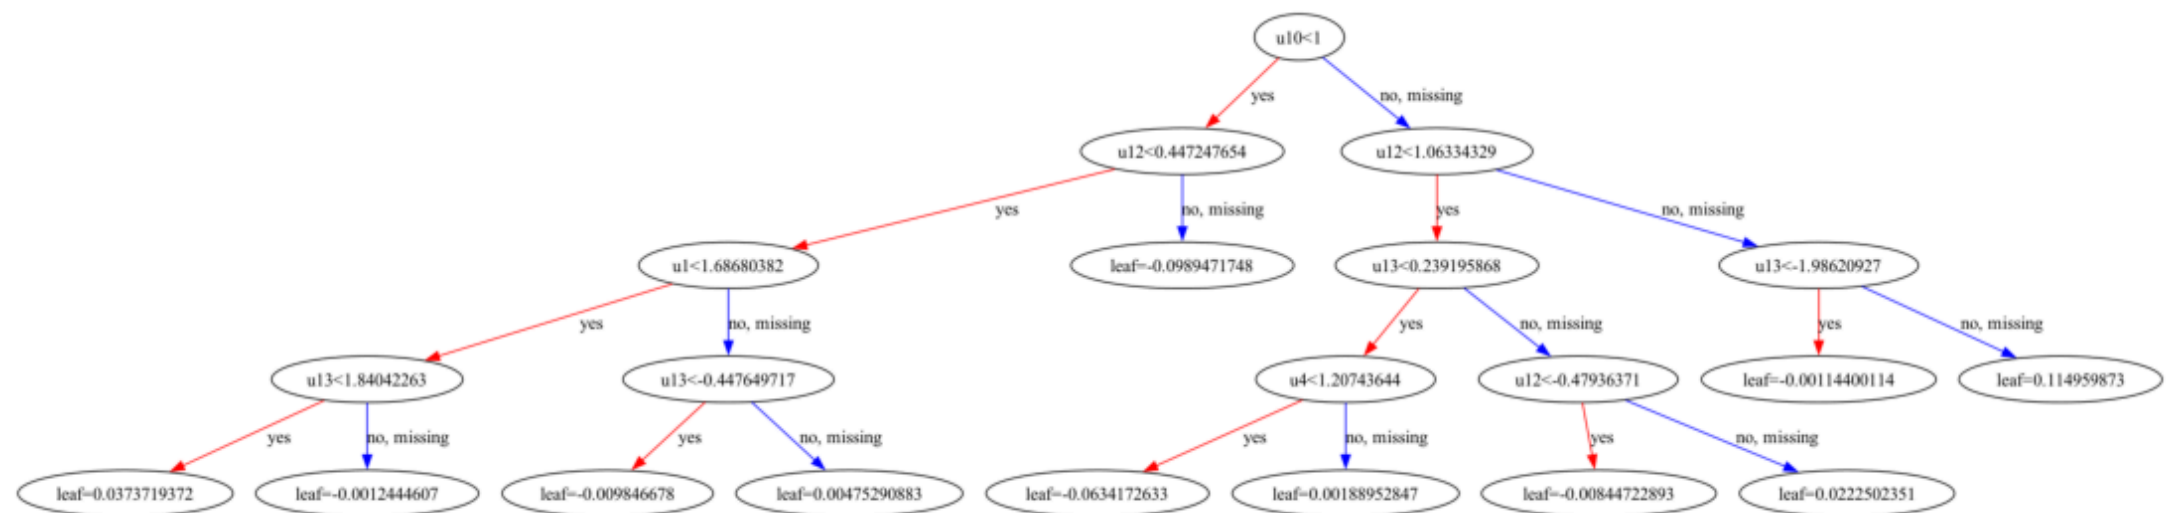 u10<1
yes
no, missing
u12<0.447247654
u12<1.06334329
yes
no, missing
yes
no, missing
u1<1.68680382
leaf=-0.0989471748
u13<0.239195868
u13<-1.98620927
yes
no, missing
yes
no, missing
yes
no, missing
u13<1.84042263
u13<-0.447649717
u4<1.20743644
u12<-0.47936371
leaf=-0.00114400114
leaf=0.114959873
yes
no, missing
yes
no, missing
yes
no, missing
yes
no, missing
leaf=0.0373719372
leaf=-0.0012444607
leaf=-0.009846678
leaf=0.00475290883
leaf=-0.0634172633
leaf=0.00188952847
leaf=-0.00844722893
leaf=0.0222502351